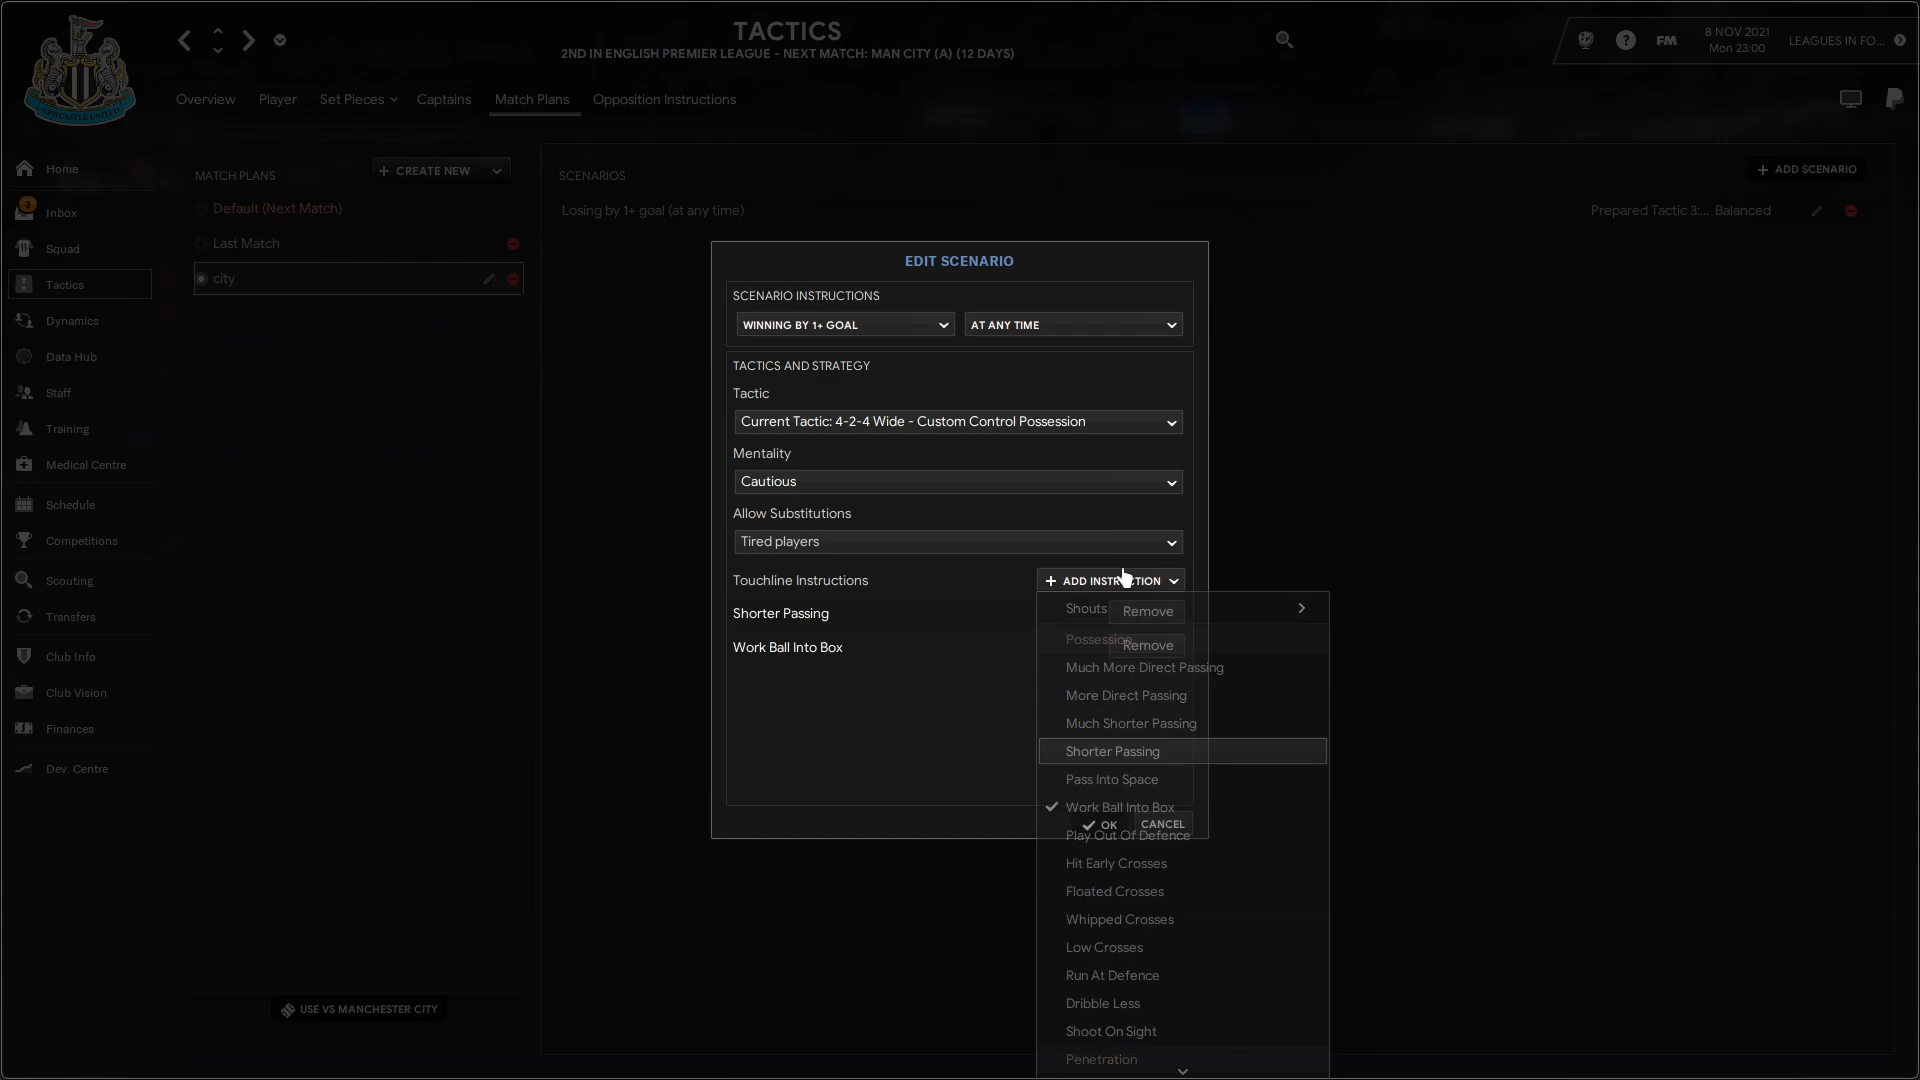 TACTICS
2ND IN ENGLISH PREMIER LEAGUE - NEXT MATCH: MAN CITY (A) (12 DAYS)
FM
8 NOV 2021
Mon 23:00
LEAGUES IN FO...
NEWCASTLE UNITED
Overview
Player
Set Pieces
Captains
Match Plans
Opposition Instructions
Home
3
Inbox
Squad
Tactics
Dynamics
Data Hub
Staff
Training
Medical Centre
Schedule
Competitions
Scouting
Transfers
Club Info
Club Vision
Finances
Dev. Centre
MATCH PLANS
CREATE NEW
Default (Next Match)
Last Match
city
USE VS MANCHESTER CITY
SCENARIOS
ADD SCENARIO
Losing by 1+ goal (at any time)
Prepared Tactic 3:... Balanced
EDIT SCENARIO
SCENARIO INSTRUCTIONS
WINNING BY 1+ GOAL
AT ANY TIME
TACTICS AND STRATEGY
Tactic
Current Tactic: 4-2-4 Wide - Custom Control Possession
Mentality
Cautious
Allow Substitutions
Tired players
Touchline Instructions
ADD INSTRUCTION
Shorter Passing
Remove
Work Ball Into Box
Remove
OK
CANCEL
Shouts
Possession
Much More Direct Passing
More Direct Passing
Much Shorter Passing
Shorter Passing
Pass Into Space
Work Ball Into Box
Play Out Of Defence
Hit Early Crosses
Floated Crosses
Whipped Crosses
Low Crosses
Run At Defence
Dribble Less
Shoot On Sight
Penetration